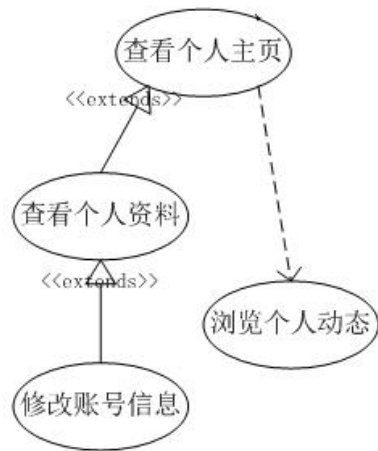 查看个人主页
<<extends>>
查看个人资料
<<extends>>
浏览个人动态
修改账号信息